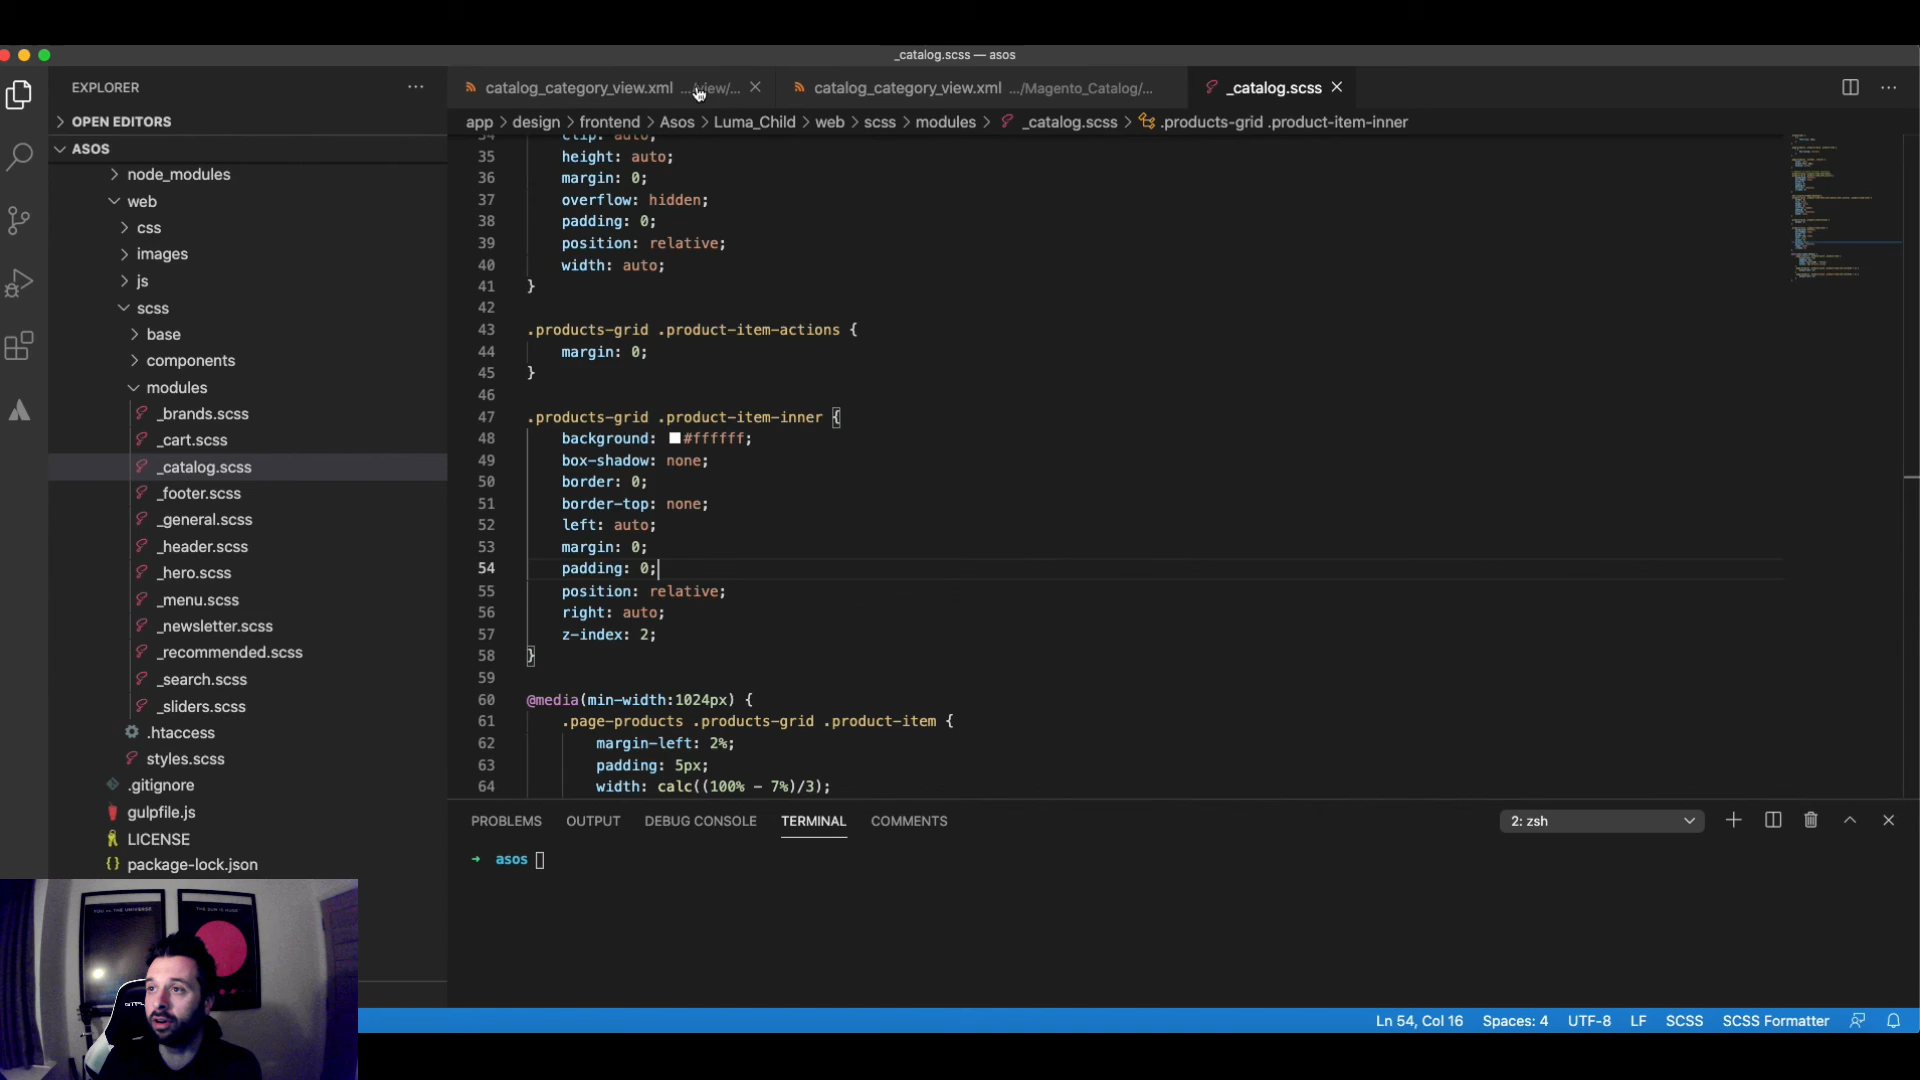 _catalog.scss — asos
EXPLORER
catalog_category_view.xml .../view/...
catalog_category_view.xml .../Magento_Catalog/...
_catalog.scss
OPEN EDITORS
app > design > frontend > Asos > Luma_Child > web > scss > modules > _catalog.scss > .products-grid .product-item-inner
ASOS
node_modules
web
css
images
js
scss
base
components
modules
_brands.scss
_cart.scss
_catalog.scss
_footer.scss
_general.scss
_header.scss
_hero.scss
_menu.scss
_newsletter.scss
_recommended.scss
_search.scss
_sliders.scss
.htaccess
styles.scss
.gitignore
gulpfile.js
LICENSE
package-lock.json
34 clip: auto;
35 height: auto;
36 margin: 0;
37 overflow: hidden;
38 padding: 0;
39 position: relative;
40 width: auto;
41 }
42
43 .products-grid .product-item-actions {
44 margin: 0;
45 }
46
47 .products-grid .product-item-inner {
48 background: #ffffff;
49 box-shadow: none;
50 border: 0;
51 border-top: none;
52 left: auto;
53 margin: 0;
54 padding: 0;
55 position: relative;
56 right: auto;
57 z-index: 2;
58 }
59
60 @media(min-width:1024px) {
61 .page-products .products-grid .product-item {
62 margin-left: 2%;
63 padding: 5px;
64 width: calc((100% - 7%)/3);
PROBLEMS OUTPUT DEBUG CONSOLE TERMINAL COMMENTS
2: zsh
→ asos
Ln 54, Col 16 Spaces: 4 UTF-8 LF SCSS SCSS Formatter